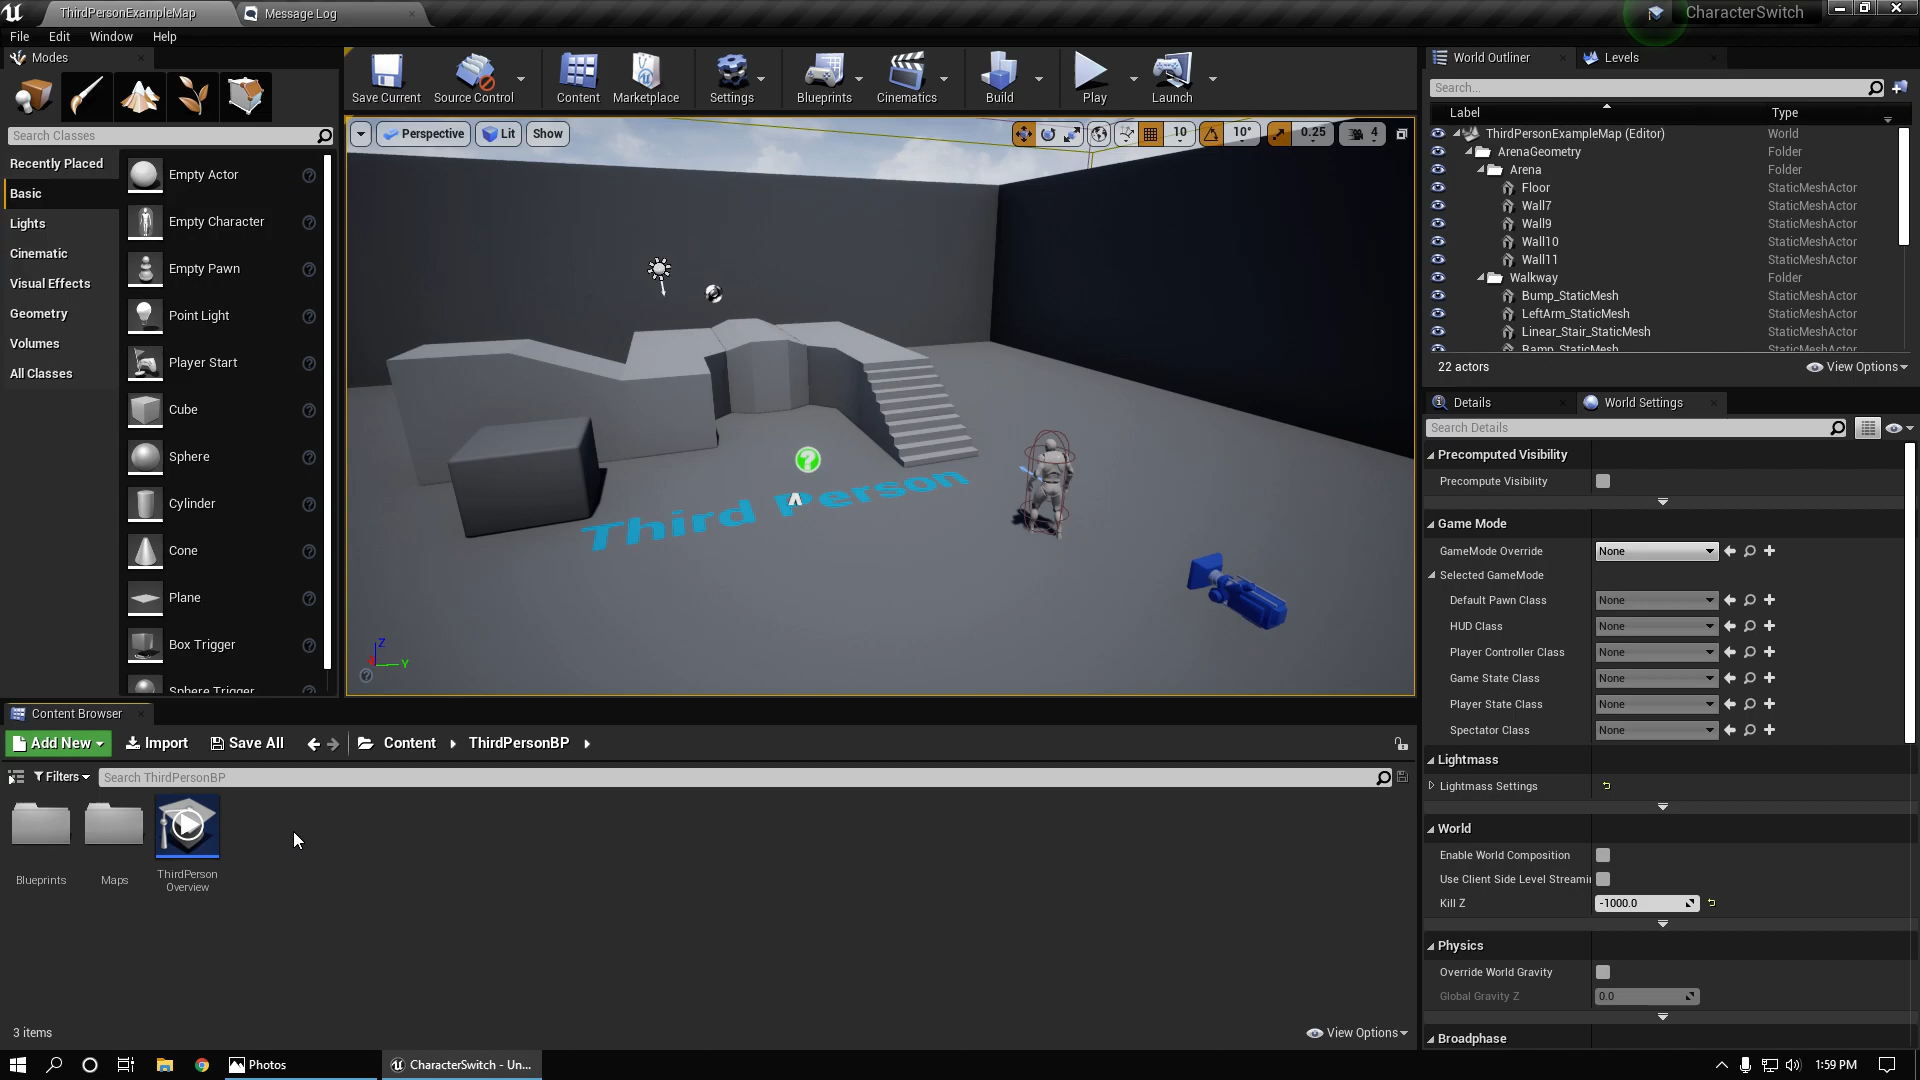 ThirdPersonExampleMap
Message Log
CharacterSwitch
File Edit Window Help
Modes
Search Classes
Recently Placed
Basic
Lights
Cinematic
Visual Effects
Geometry
Volumes
All Classes
Empty Actor
Empty Character
Empty Pawn
Point Light
Player Start
Cube
Sphere
Cylinder
Cone
Plane
Box Trigger
Sphere Trigger
Save Current
Source Control
Content
Marketplace
Settings
Blueprints
Cinematics
Build
Play
Launch
Perspective
Lit
Show
10
10°
0.25
4
Third Person
Z
Y
World Outliner
Levels
Search...
Label Type
ThirdPersonExampleMap (Editor) World
ArenaGeometry Folder
Arena Folder
Floor StaticMeshActor
Wall7 StaticMeshActor
Wall9 StaticMeshActor
Wall10 StaticMeshActor
Wall11 StaticMeshActor
Walkway Folder
Bump_StaticMesh StaticMeshActor
LeftArm_StaticMesh StaticMeshActor
Linear_Stair_StaticMesh StaticMeshActor
Ramp_StaticMesh StaticMeshActor
22 actors
View Options
Details
World Settings
Search Details
Precomputed Visibility
Precompute Visibility
Game Mode
GameMode Override None
Selected GameMode
Default Pawn Class None
HUD Class None
Player Controller Class None
Game State Class None
Player State Class None
Spectator Class None
Lightmass
Lightmass Settings
World
Enable World Composition
Use Client Side Level Streami
Kill Z -1000.0
Physics
Override World Gravity
Global Gravity Z 0.0
Broadphase
Content Browser
Add New
Import
Save All
Content
ThirdPersonBP
Filters
Search ThirdPersonBP
Blueprints
Maps
ThirdPerson
Overview
3 items
View Options
Photos
CharacterSwitch - Un...
1:59 PM